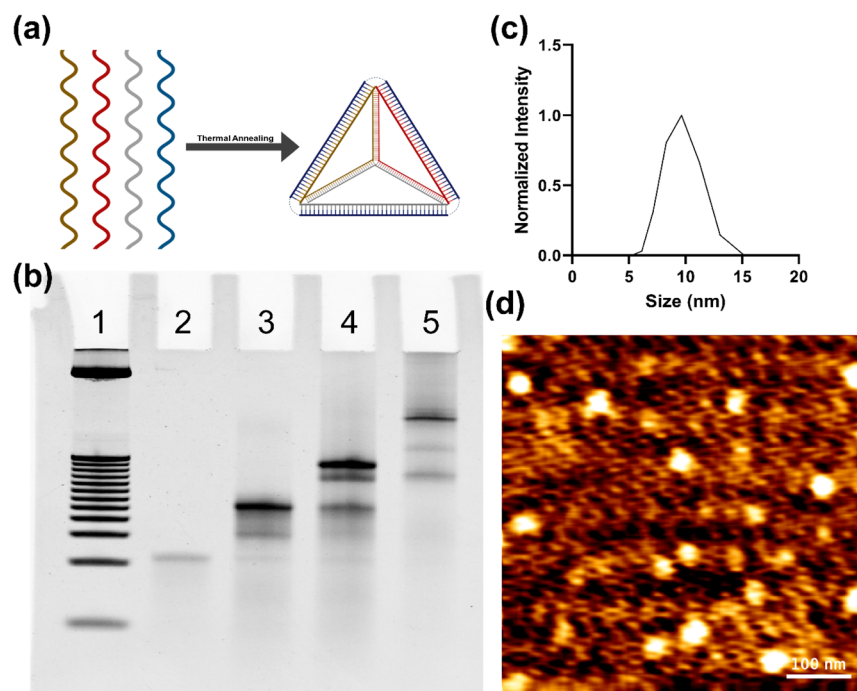 (a)
Thermal Annealing
(b)
1 2 3 4 5
(c)
Normalized Intensity
1.5
1.0
0.5
0.0
0 5 10 15 20
Size (nm)
(d)
100 nm